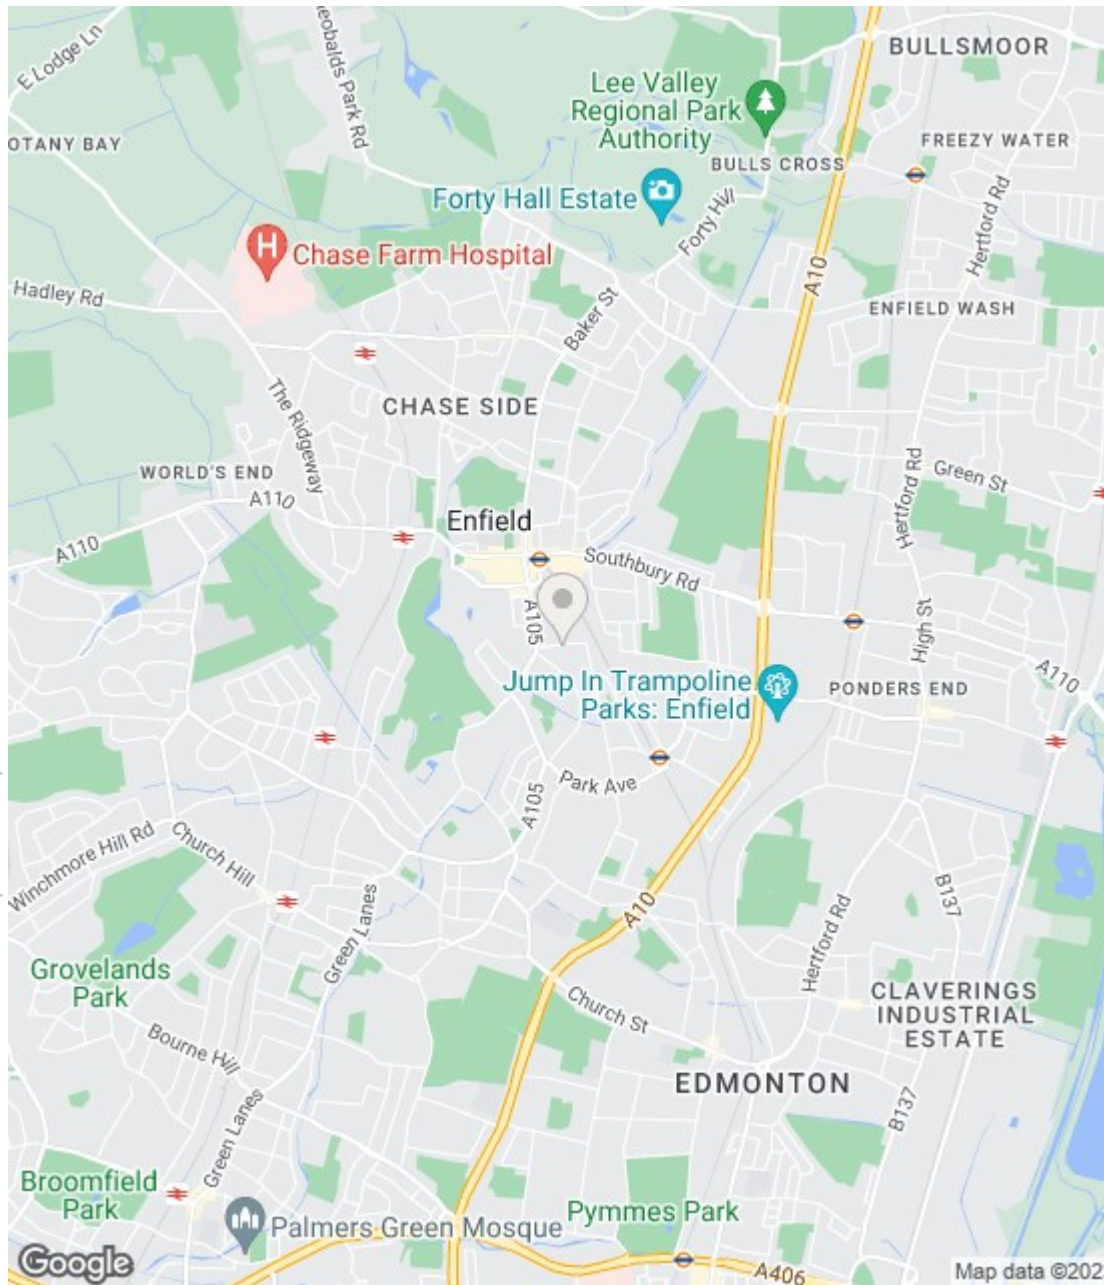 BULLSMOOR
E Lodge Ln
eobalds Park Rd
Lee Valley
Regional Park
Authority
OTANY BAY
FREEZY WATER
BULLS CROSS
Forty Hall Estate
Forty Hill
Hertford Rd
H
Chase Farm Hospital
A10
Hadley Rd
ENFIELD WASH
Baker St
CHASE SIDE
The Ridgeway
WORLD'S END
A110
Green St
Hertford Rd
Enfield
A110
Southbury Rd
A105
High St
A110
Jump In Trampoline
Parks: Enfield
PONDERS END
Park Ave
A105
Winchmore Hill Rd
Church Hill
Green Lanes
A10
B137
Hertford Rd
Grovelands
Park
CLAVERINGS
INDUSTRIAL
ESTATE
Church St
Bourne Hill
EDMONTON
B137
Green Lanes
Broomfield
Park
Pymmes Park
Palmers Green Mosque
Google
A406
Map data ©202